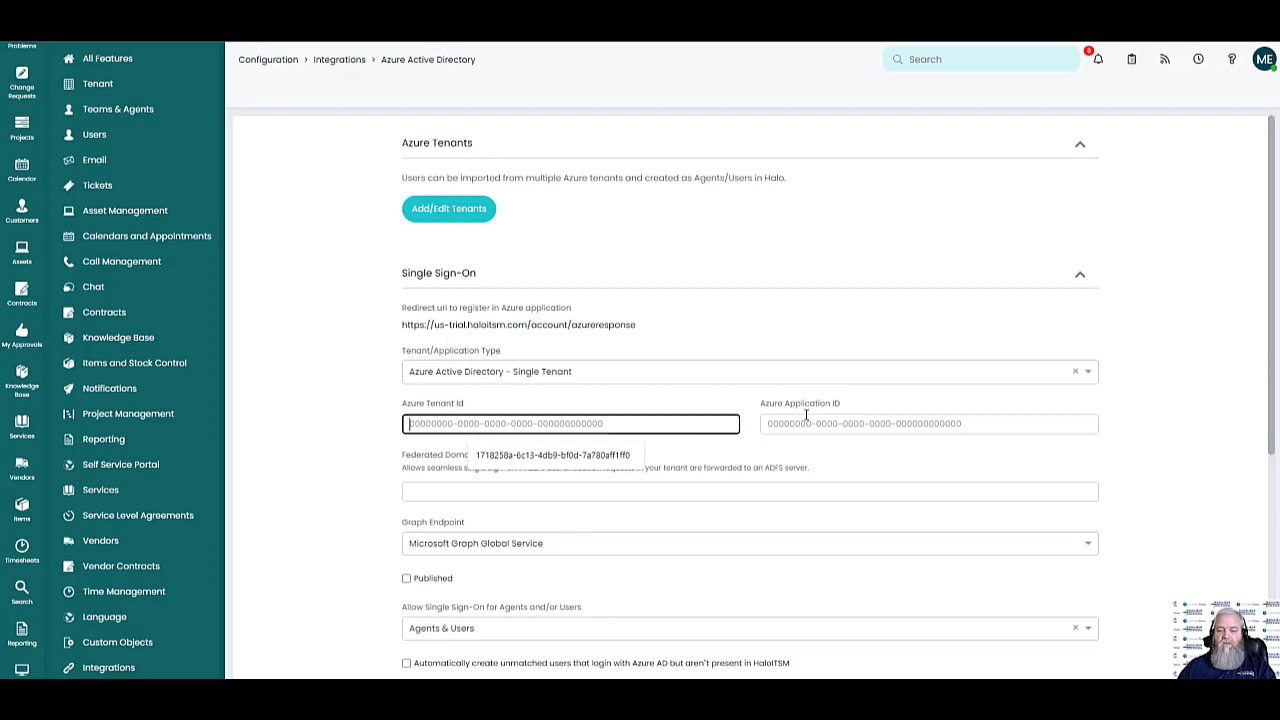 Problems
Change
Requests
Projects
Calendar
Customers
Assets
Contracts
My Approvals
Knowledge
Base
Services
Vendors
Items
Timesheets
Search
Reporting
All Features
Tenant
Teams & Agents
Users
Email
Tickets
Asset Management
Calendars and Appointments
Call Management
Chat
Contracts
Knowledge Base
Items and Stock Control
Notifications
Project Management
Reporting
Self Service Portal
Services
Service Level Agreements
Vendors
Vendor Contracts
Time Management
Language
Custom Objects
Integrations
Configuration > Integrations > Azure Active Directory
Search
8
ME
Azure Tenants
Users can be imported from multiple Azure tenants and created as Agents/Users in Halo.
Add/Edit Tenants
Single Sign-On
Redirect uri to register in Azure application
https://us-trial.haloitsm.com/account/azureresponse
Tenant/Application Type
Azure Active Directory - Single Tenant
Azure Tenant Id
Azure Application ID
00000000-0000-0000-0000-000000000000
00000000-0000-0000-0000-000000000000
1718258a-6c13-4db9-bf0d-7a780aff1ff0
Federated
Allows seamless in your tenant are forwarded to an ADFS server.
Graph Endpoint
Microsoft Graph Global Service
Published
Allow Single Sign-On for Agents and/or Users
Agents & Users
Automatically create unmatched users that login with Azure AD but aren't present in HaloITSM